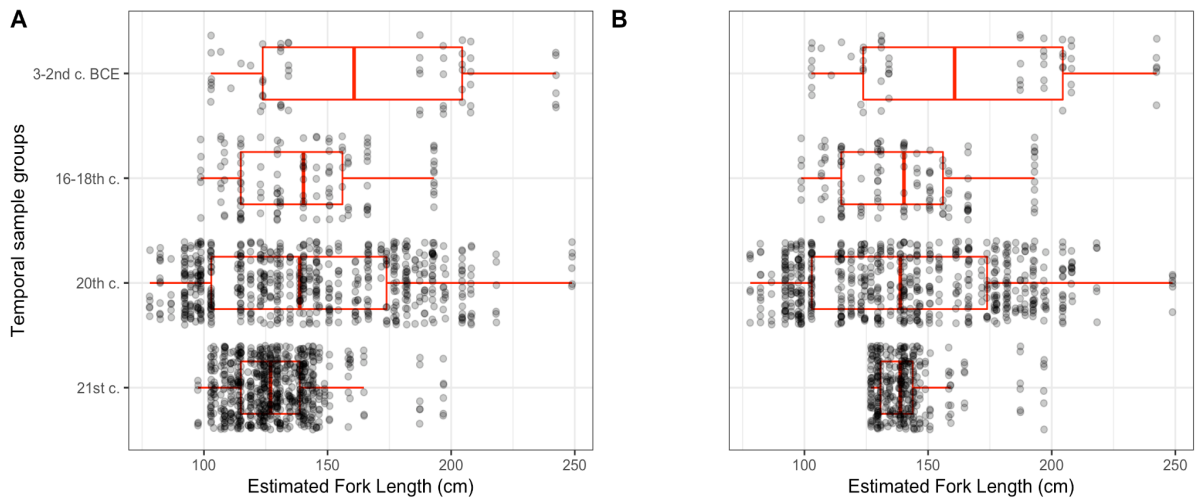 A
B
Temporal sample groups
3-2nd c. BCE
16-18th c.
20th c.
21st c.
100 150 200 250
100 150 200 250
Estimated Fork Length (cm)
Estimated Fork Length (cm)